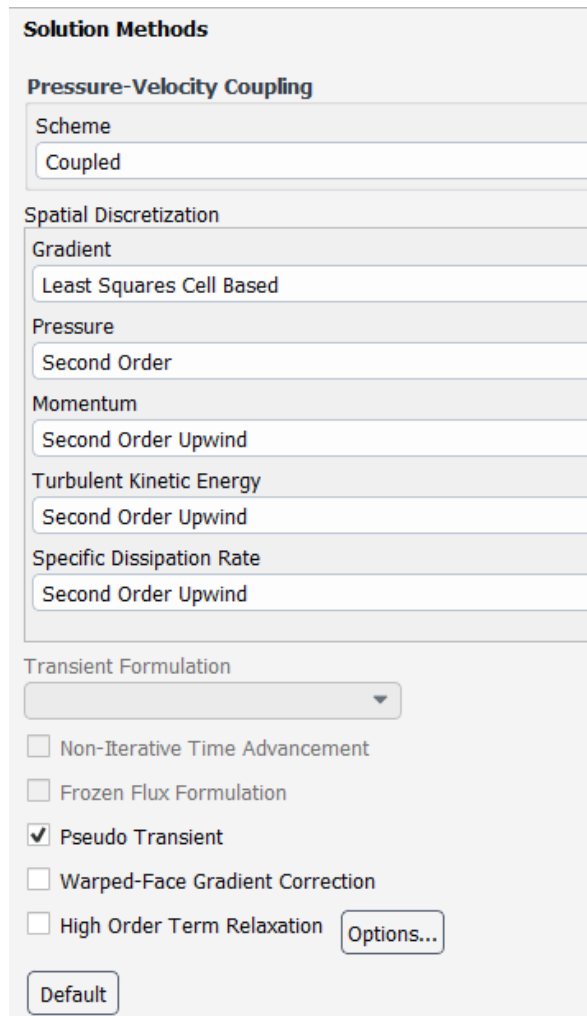 Solution Methods
Pressure-Velocity Coupling
Scheme
Coupled
Spatial Discretization
Gradient
Least Squares Cell Based
Pressure
Second Order
Momentum
Second Order Upwind
Turbulent Kinetic Energy
Second Order Upwind
Specific Dissipation Rate
Second Order Upwind
Transient Formulation
Non-Iterative Time Advancement
Frozen Flux Formulation
Pseudo Transient
Warped-Face Gradient Correction
High Order Term Relaxation Options...
Default